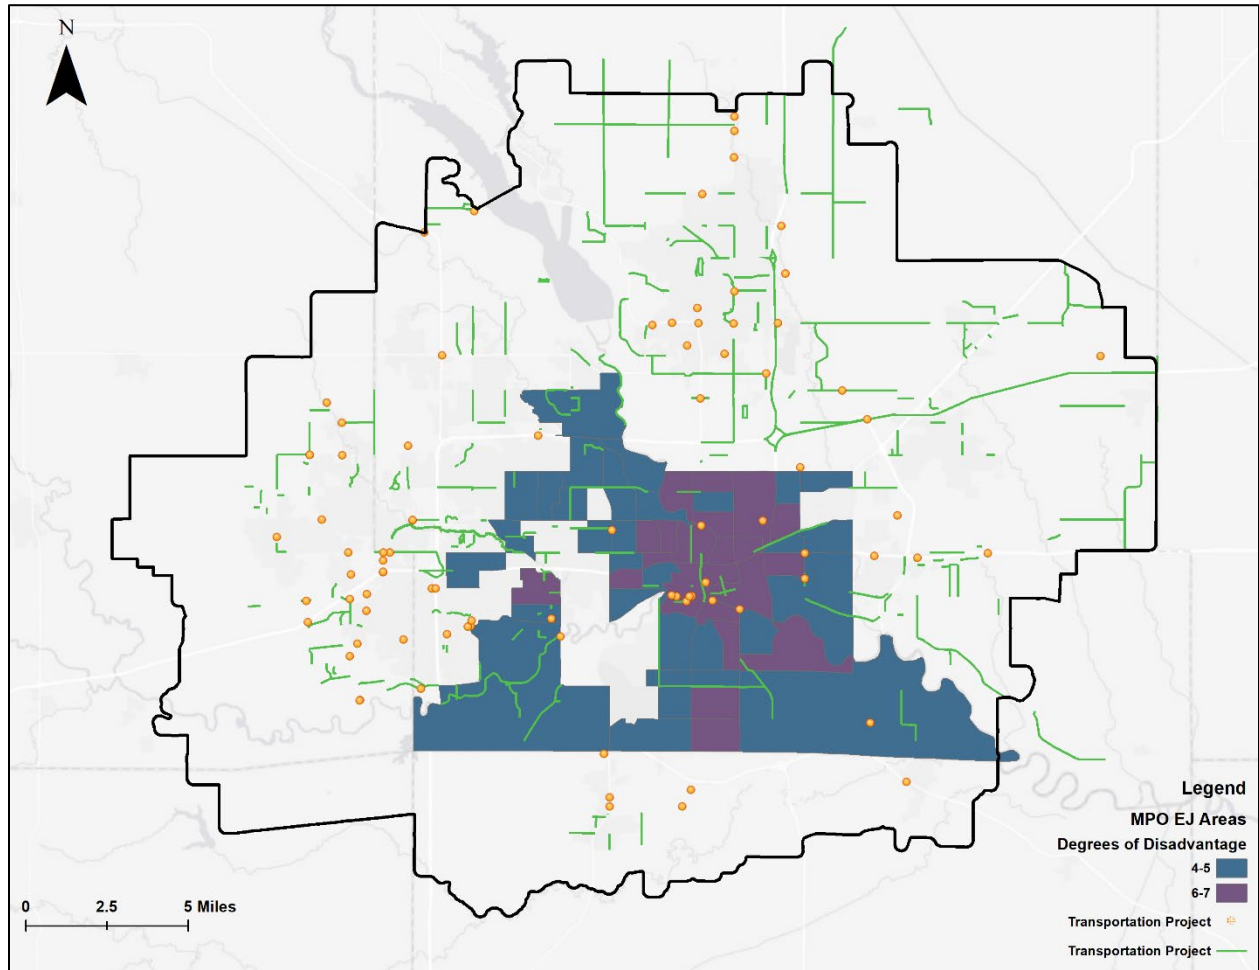 N
Legend
MPO EJ Areas
Degrees of Disadvantage
4-5
6-7
Transportation Project
Transportation Project
0 2.5 5 Miles